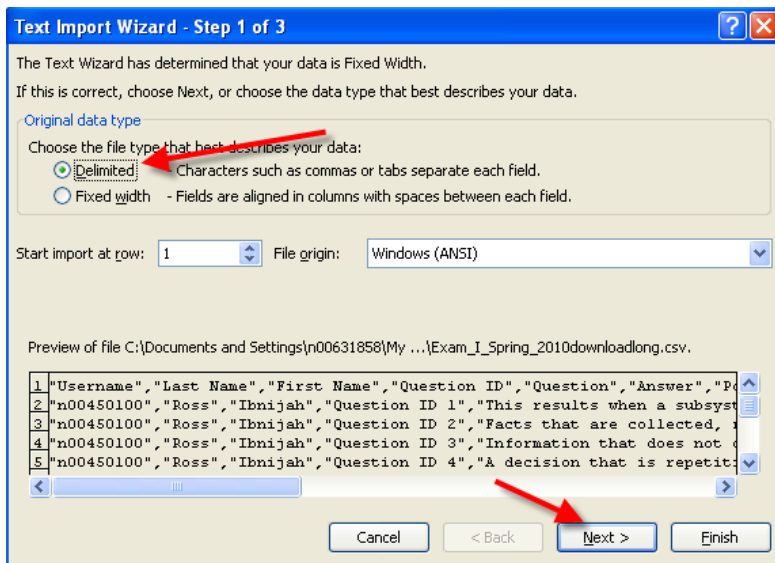 Text Import Wizard - Step 1 of 3
The Text Wizard has determined that your data is Fixed Width.
If this is correct, choose Next, or choose the data type that best describes your data.
Original data type
Choose the file type that best describes your data:
Delimited - Characters such as commas or tabs separate each field.
Fixed width - Fields are aligned in columns with spaces between each field.
Start import at row: 1 File origin: Windows (ANSI)
Preview of file C:\Documents and Settings\n00631858\My ...\Exam_I_Spring_2010downloadlong.csv.
1 "Username","Last Name","First Name","Question ID","Question","Answer",
2 "n00450100","Ross","Ibnijah","Question ID 1","This results when a
3 "n00450100","Ross","Ibnijah","Question ID 2","Facts that are collected,
4 "n00450100","Ross","Ibnijah","Question ID 3","Information that does not
5 "n00450100","Ross","Ibnijah","Question ID 4","A decision that is
Cancel < Back Next > Finish